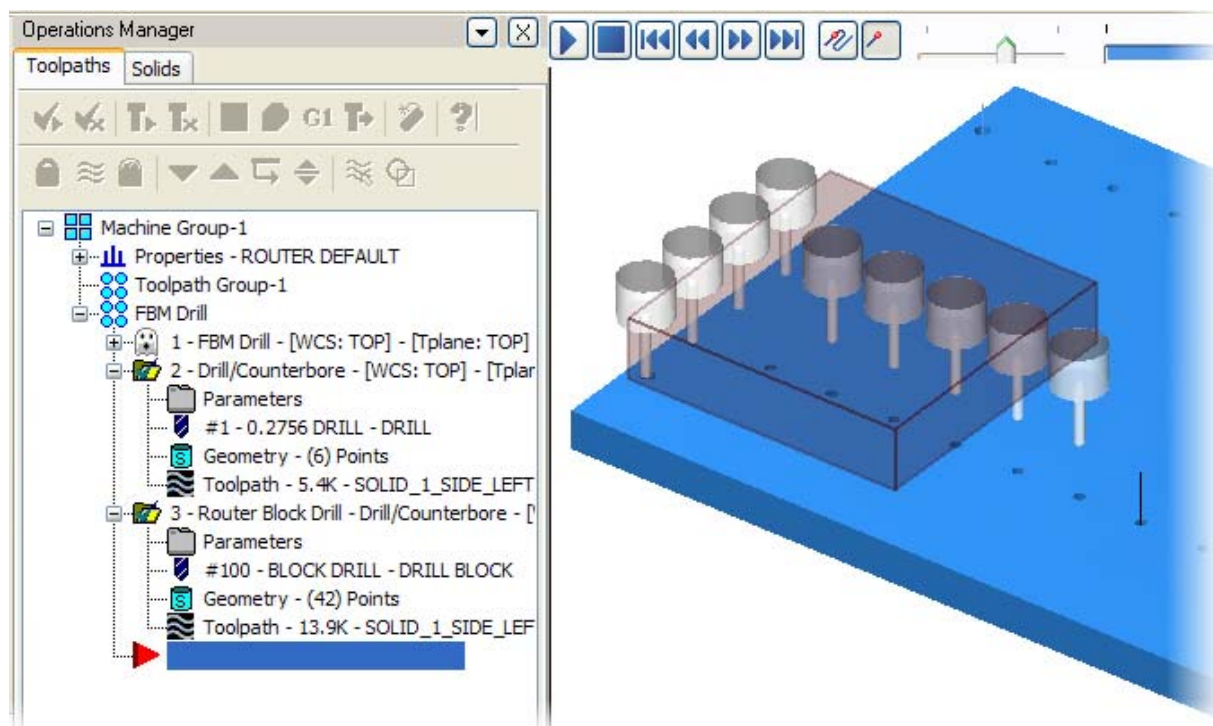 Operations Manager
Toolpaths Solids
G1
Machine Group-1
Properties - ROUTER DEFAULT
Toolpath Group-1
FBM Drill
1 - FBM Drill - [WCS: TOP] - [Tplane: TOP]
2 - Drill/Counterbore - [WCS: TOP] - [Tplan
Parameters
#1 - 0.2756 DRILL - DRILL
Geometry - (6) Points
Toolpath - 5.4K - SOLID_1_SIDE_LEFT
3 - Router Block Drill - Drill/Counterbore - [
Parameters
#100 - BLOCK DRILL - DRILL BLOCK
Geometry - (42) Points
Toolpath - 13.9K - SOLID_1_SIDE_LEF